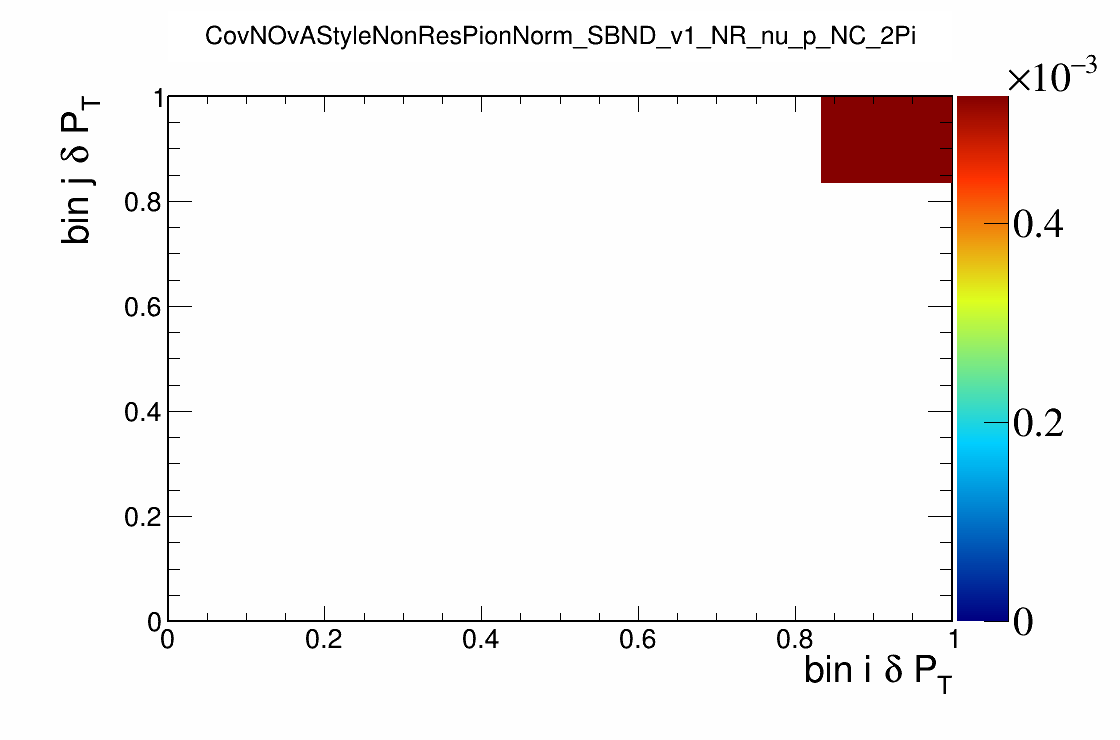 CovNOvAStyleNonResPionNorm_SBND_v1_NR_nu_p_NC_2Pi
×10⁻³
bin j δ P_T
1
0.8
0.6
0.4
0.2
0
0 0.2 0.4 0.6 0.8 1
bin i δ P_T
0.4
0.2
0